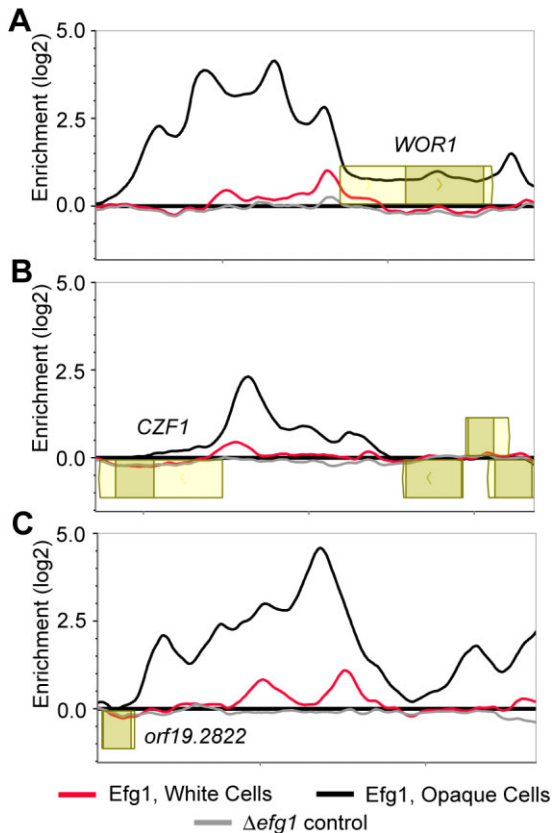 A
5.0
Enrichment (log2)
2.5
0.0
WOR1
B
5.0
Enrichment (log2)
2.5
0.0
CZF1
C
5.0
Enrichment (log2)
2.5
0.0
orf19.2822
Efg1, White Cells
Efg1, Opaque Cells
Δefg1 control